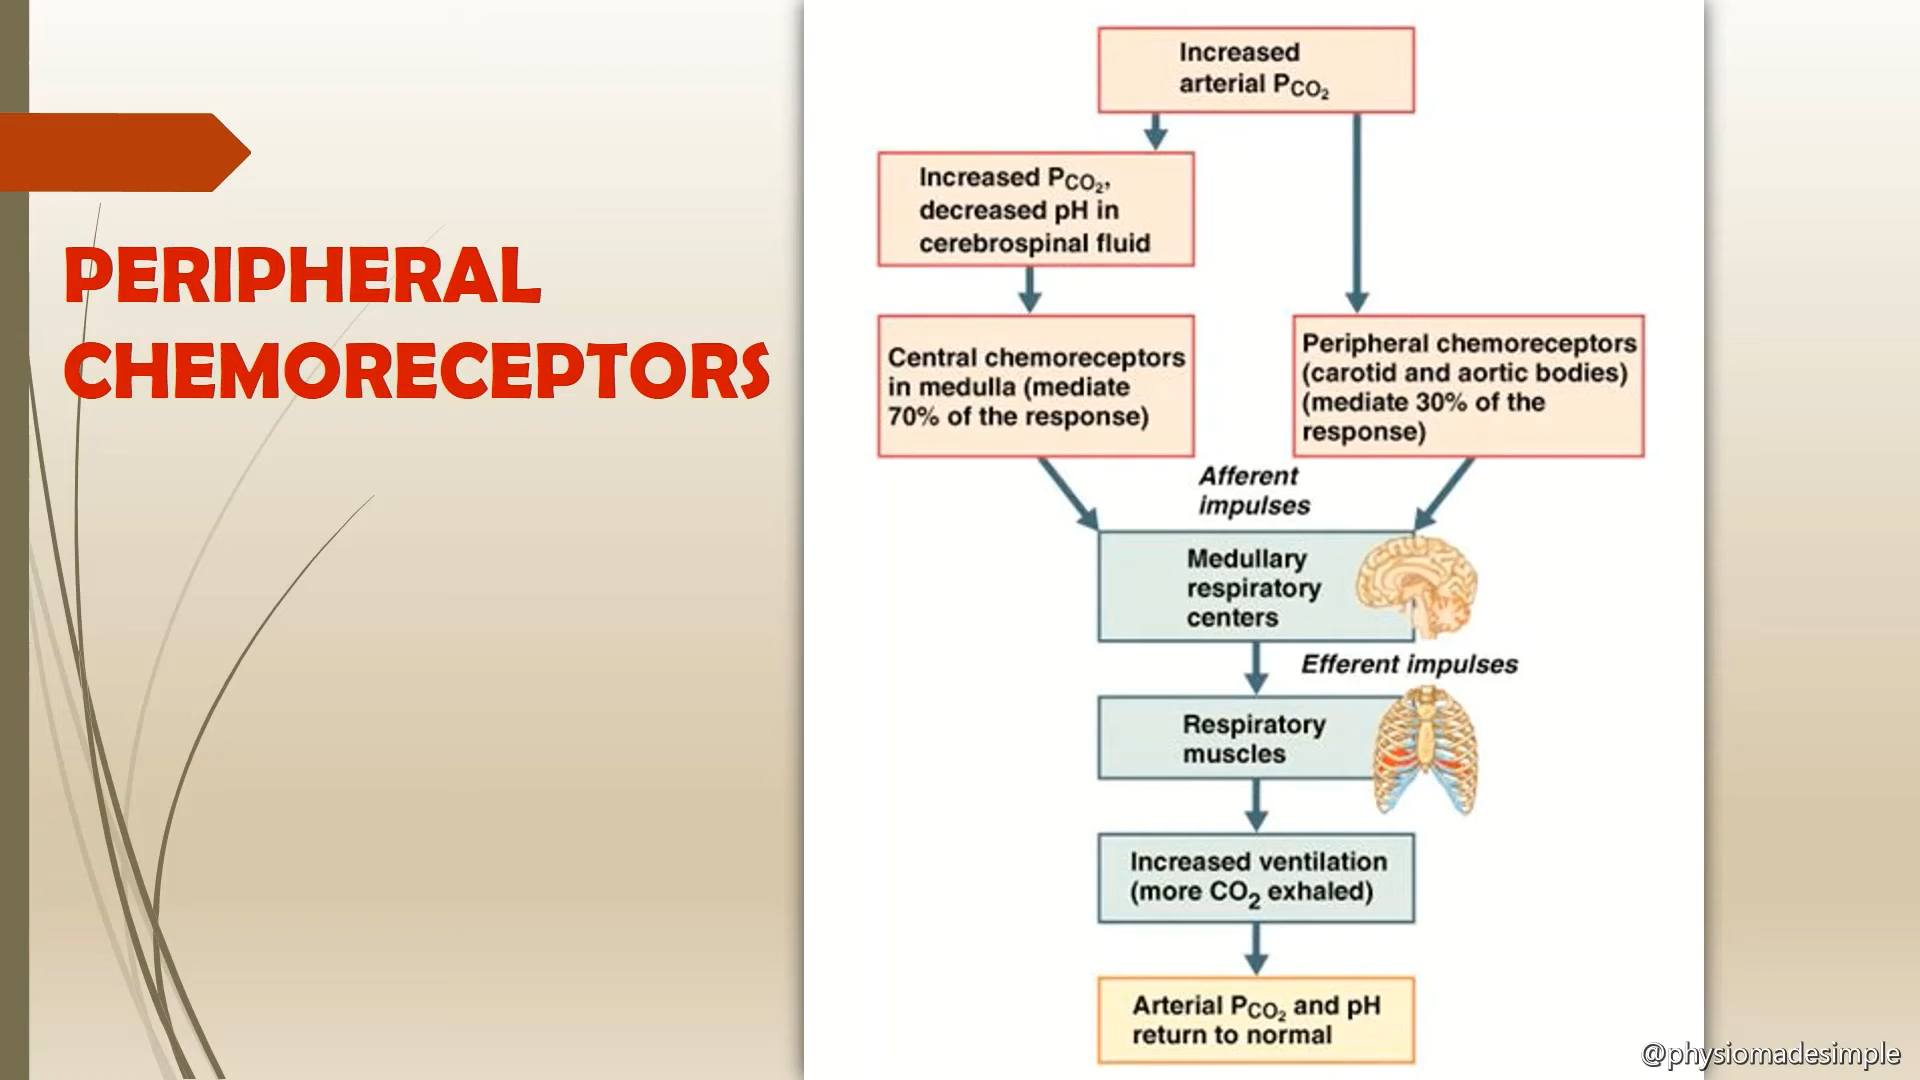 PERIPHERAL
CHEMORECEPTORS
Increased
arterial PCO₂
Increased PCO₂,
decreased pH in
cerebrospinal fluid
Central chemoreceptors
in medulla (mediate
70% of the response)
Peripheral chemoreceptors
(carotid and aortic bodies)
(mediate 30% of the
response)
Afferent
impulses
Medullary
respiratory
centers
Efferent impulses
Respiratory
muscles
Increased ventilation
(more CO₂ exhaled)
Arterial PCO₂ and pH
return to normal
@physiomadesimple